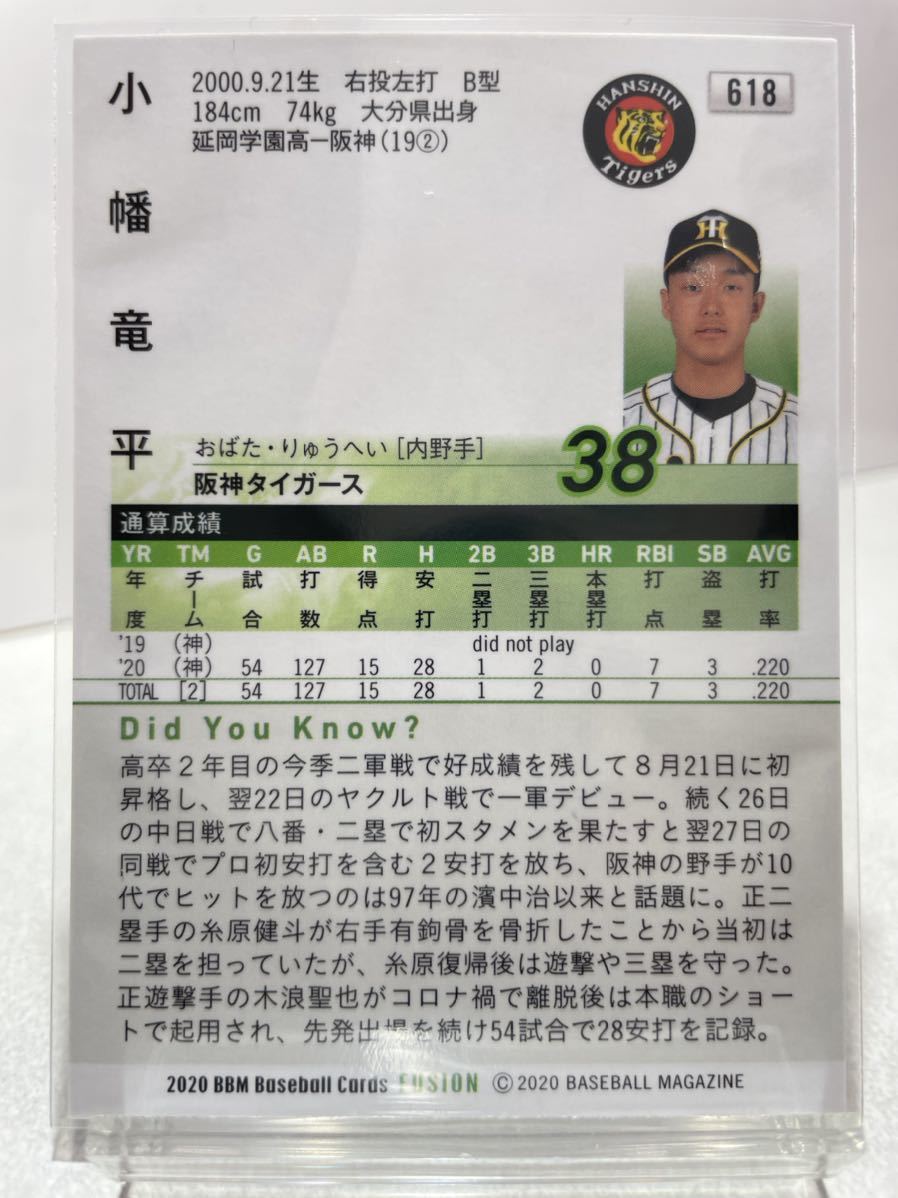 小幡竜平
2000.9.21生 右投左打 B型
184cm 74kg 大分県出身
延岡学園高ー阪神(19②)
HANSHIN
Tigers
618
おばた・りゅうへい[内野手]
38
阪神タイガース
通算成績
YR TM G AB R H 2B 3B HR RBI SB AVG
年度 チーム 試合 打数 得点 安打 二塁打 三塁打 本塁打 打点 盗塁 打率
'19 (神) did not play
'20 (神) 54 127 15 28 1 2 0 7 3 .220
TOTAL [2] 54 127 15 28 1 2 0 7 3 .220
Did You Know?
高卒2年目の今季二軍戦で好成績を残して8月21日に初
昇格し、翌22日のヤクルト戦で一軍デビュー。続く26日
の中日戦で八番・二塁で初スタメンを果たすと翌27日の
同戦でプロ初安打を含む2安打を放ち、阪神の野手が10
代でヒットを放つのは97年の濱中治以来と話題に。正二
塁手の糸原健斗が右手有鉤骨を骨折したことから当初は
二塁を担っていたが、糸原復帰後は遊撃や三塁を守った。
正遊撃手の木浪聖也がコロナ禍で離脱後は本職のショー
トで起用され、先発出場を続け54試合で28安打を記録。
2020 BBM Baseball Cards FUSION © 2020 BASEBALL MAGAZINE